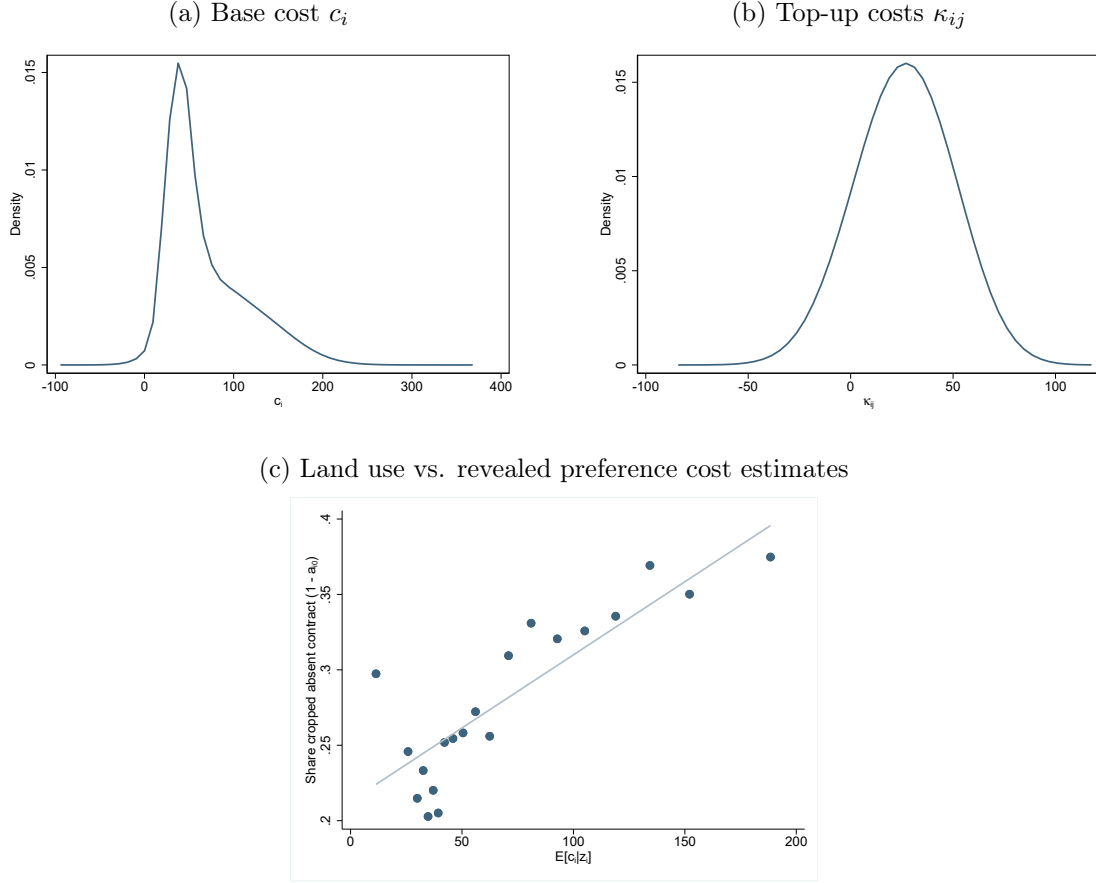 (a) Base cost c_i
(b) Top-up costs κ_ij
Density
.015
.01
.005
0
-100 0 100 200 300 400
c_i
Density
.015
.01
.005
0
-100 -50 0 50 100
κ_ij
(c) Land use vs. revealed preference cost estimates
Share cropped absent contract (1 - a_i0)
.4
.35
.3
.25
.2
0 50 100 150 200
E[c_i|z_i]